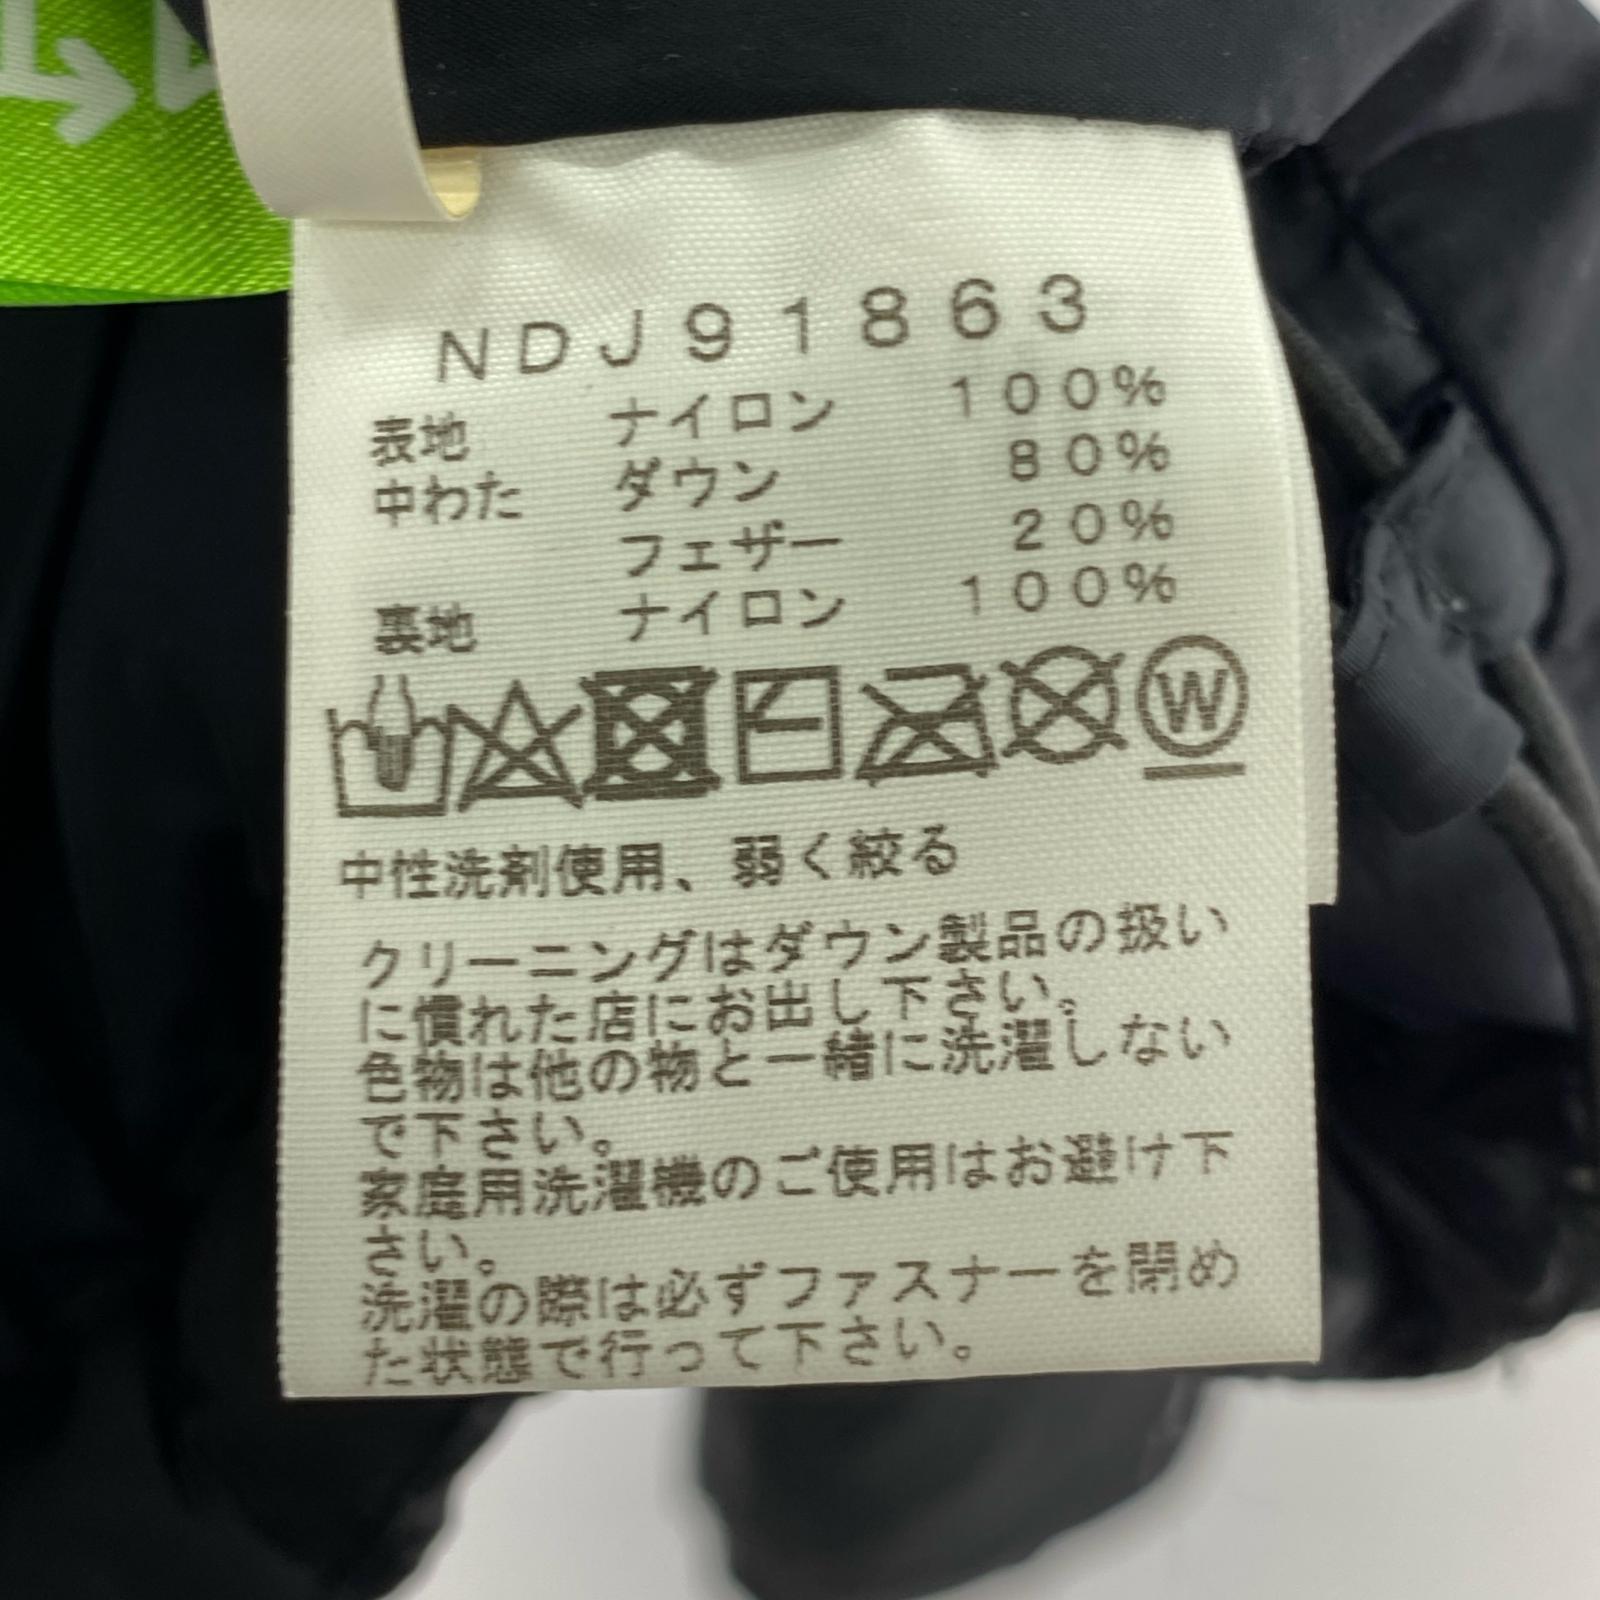 NDJ91863
表地 ナイロン 100%
中わた ダウン 80%
フェザー 20%
裏地 ナイロン 100%
W
中性洗剤使用、弱く絞る
クリーニングはダウン製品の扱い
に慣れた店にお出し下さい。
色物は他の物と一緒に洗濯しない
で下さい。
家庭用洗濯機のご使用はお避け下
さい。
洗濯の際は必ずファスナーを閉め
た状態で行って下さい。